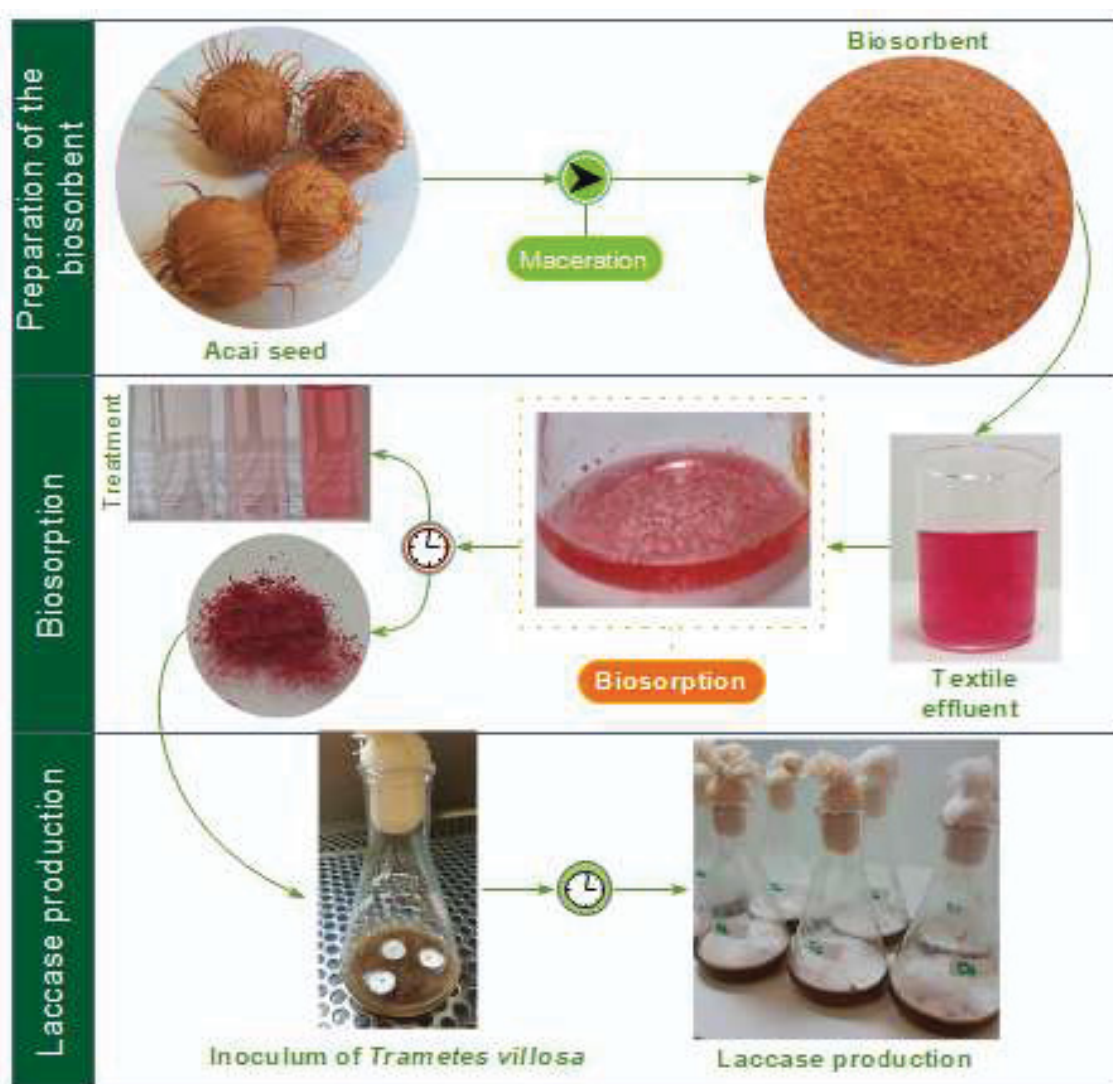 Preparation of the
biosorbent
Biosorbent
Maceration
Acai seed
Biosorption
Treatment
Biosorption
Textile
effluent
Laccase production
Inoculum of Trametes villosa
Laccase production